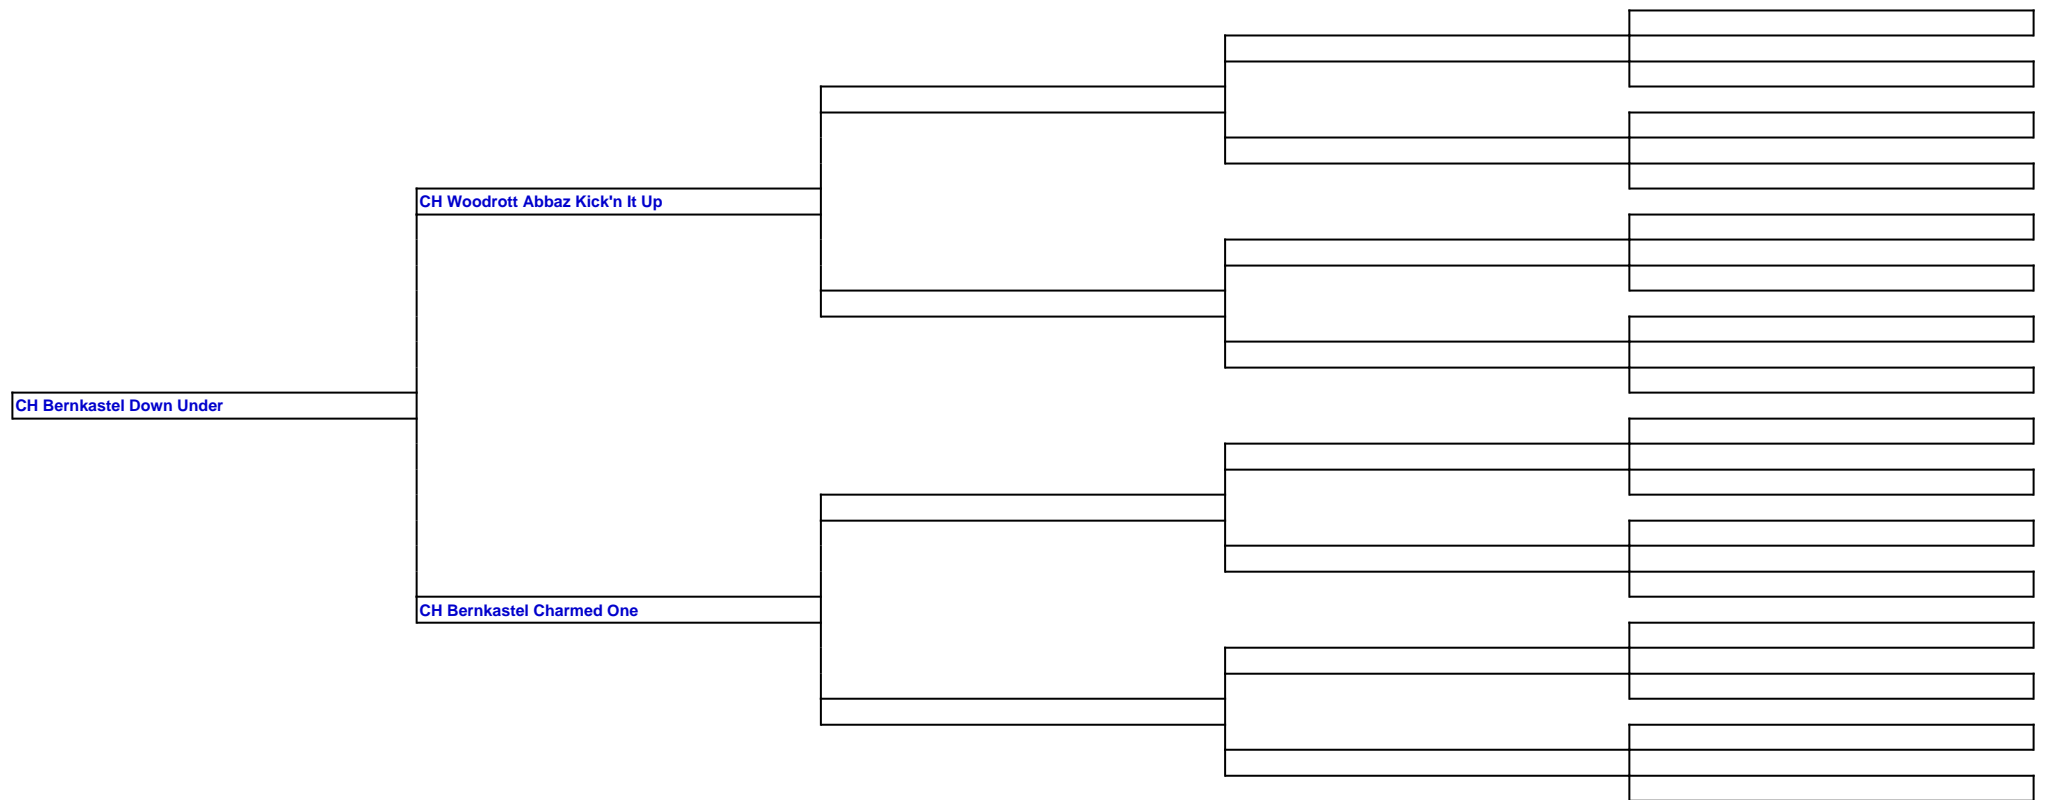 CH Woodrott Abbaz Kick'n It Up
CH Bernkastel Down Under
CH Bernkastel Charmed One